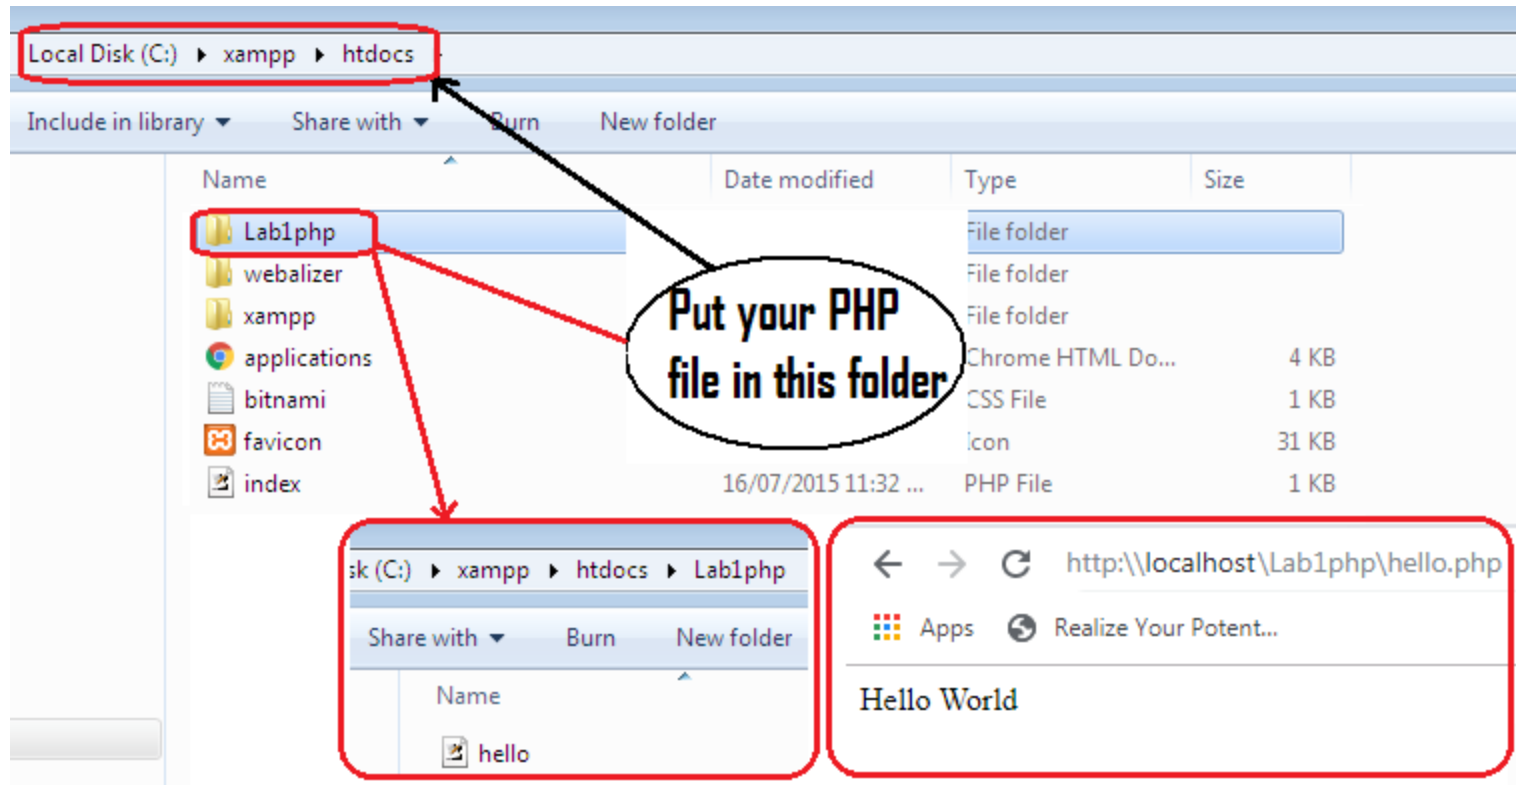 Local Disk (C:) xampp htdocs
Include in library Share with Burn New folder
Name Date modified Type Size
Lab1php File folder
webalizer File folder
xampp File folder
applications Chrome HTML Do... 4 KB
bitnami CSS File 1 KB
favicon Icon 31 KB
index 16/07/2015 11:32 ... PHP File 1 KB
Put your PHP
file in this folder
sk (C:) xampp htdocs Lab1php
Share with Burn New folder
Name
hello
http:\\localhost\Lab1php\hello.php
Apps Realize Your Potent...
Hello World